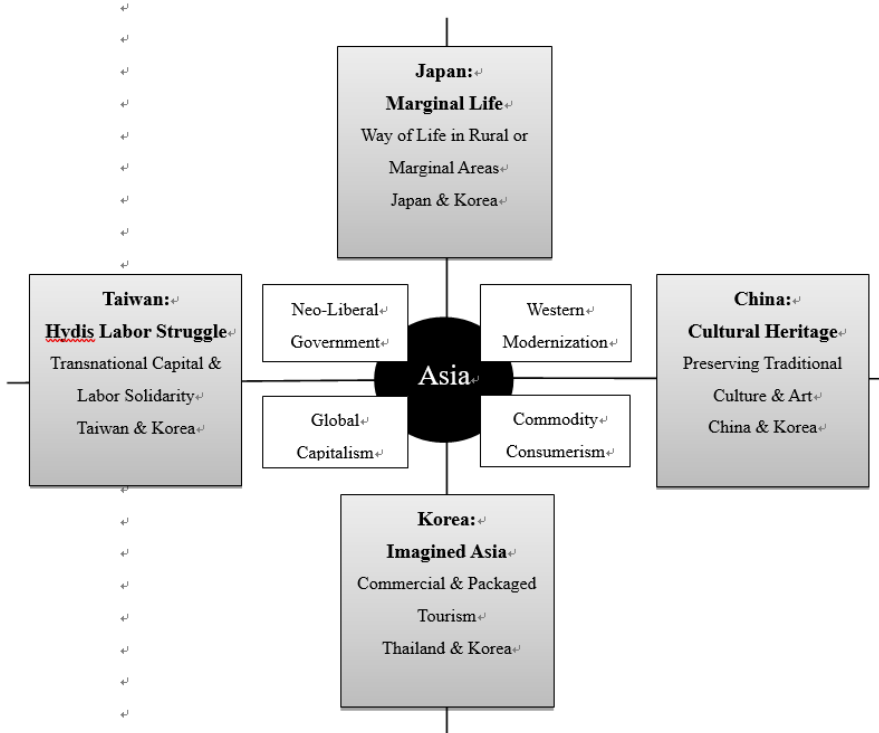 Japan:
Marginal Life
Way of Life in Rural or
Marginal Areas
Japan & Korea
Taiwan:
Hydis Labor Struggle
Transnational Capital &
Labor Solidarity
Taiwan & Korea
Neo-Liberal
Government
Western
Modernization
Asia
Global
Capitalism
Commodity
Consumerism
China:
Cultural Heritage
Preserving Traditional
Culture & Art
China & Korea
Korea:
Imagined Asia
Commercial & Packaged
Tourism
Thailand & Korea